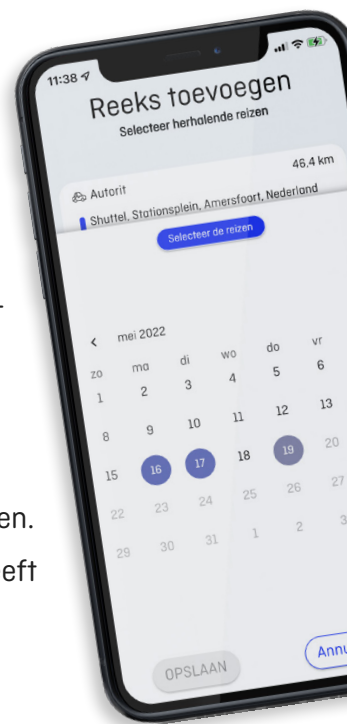 11:38
Reeks toevoegen
Selecteer herhalende reizen
Autorit
46,4 km
Shuttel, Stationsplein, Amersfoort, Nederland
Selecteer de reizen
mei 2022
zo ma di wo do vr
1 2 3 4 5 6
8 9 10 11 12 13
15 16 17 18 19 20
22 23 24 25 26 27
29 30 31 1 2 3
OPSLAAN